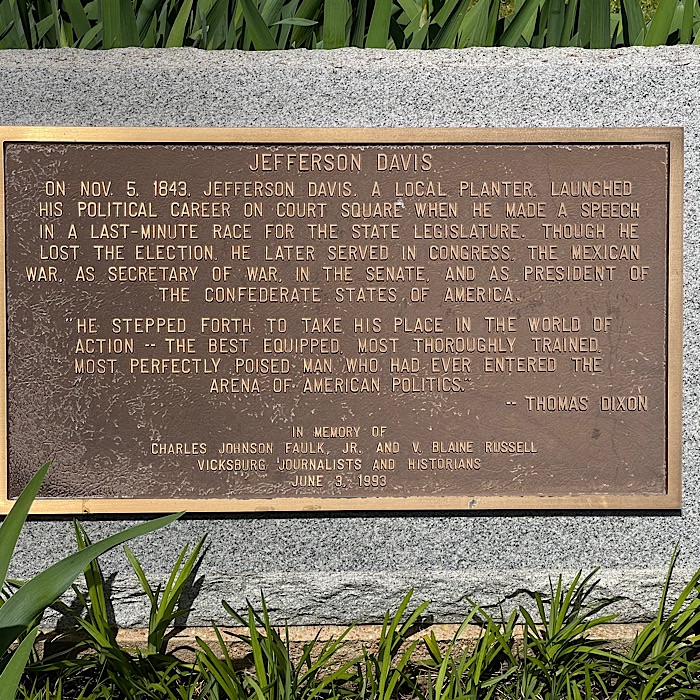 JEFFERSON DAVIS
ON NOV. 5, 1843, JEFFERSON DAVIS, A LOCAL PLANTER, LAUNCHED
HIS POLITICAL CAREER ON COURT SQUARE WHEN HE MADE A SPEECH
IN A LAST-MINUTE RACE FOR THE STATE LEGISLATURE. THOUGH HE
LOST THE ELECTION, HE LATER SERVED IN CONGRESS, THE MEXICAN
WAR, AS SECRETARY OF WAR, IN THE SENATE, AND AS PRESIDENT OF
THE CONFEDERATE STATES OF AMERICA.
"HE STEPPED FORTH TO TAKE HIS PLACE IN THE WORLD OF
ACTION -- THE BEST EQUIPPED, MOST THOROUGHLY TRAINED,
MOST PERFECTLY POISED MAN WHO HAD EVER ENTERED THE
ARENA OF AMERICAN POLITICS."
-- THOMAS DIXON
IN MEMORY OF
CHARLES JOHNSON FAULK, JR. AND V. BLAINE RUSSELL
VICKSBURG JOURNALISTS AND HISTORIANS
JUNE 3, 1993